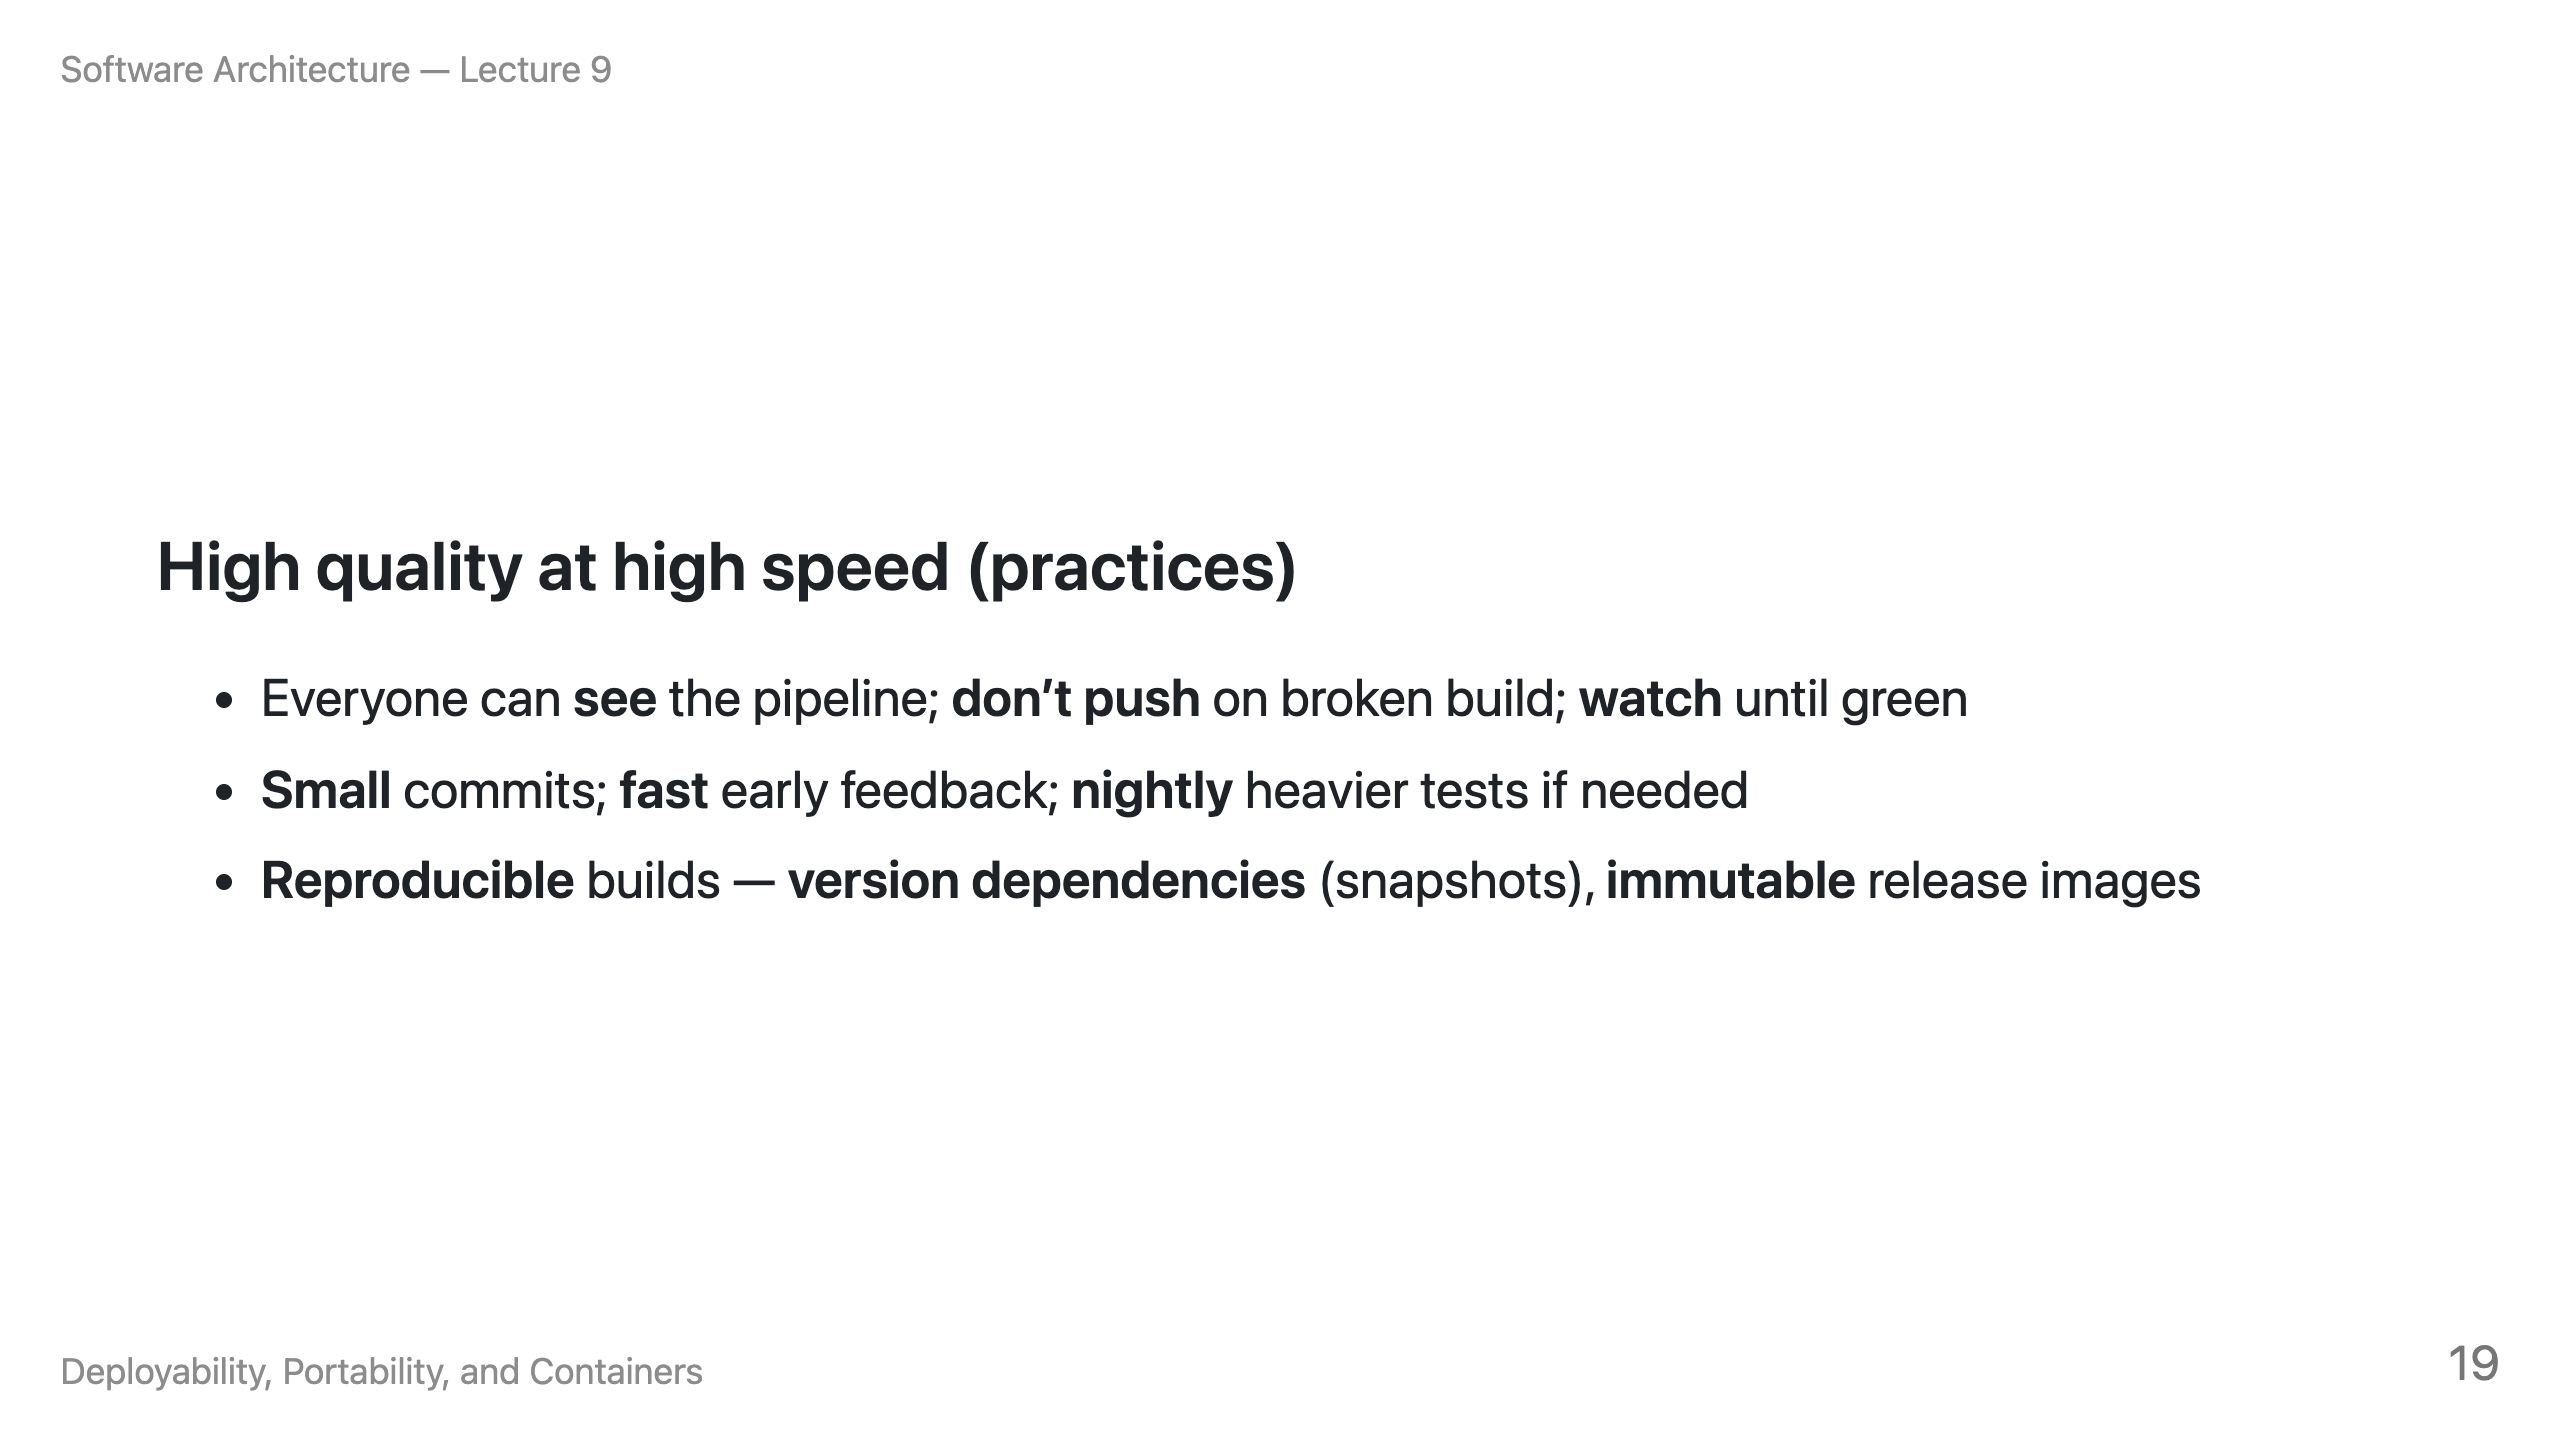 Software Architecture — Lecture 9
High quality at high speed (practices)
• Everyone can see the pipeline; don’t push on broken build; watch until green
• Small commits; fast early feedback; nightly heavier tests if needed
• Reproducible builds — version dependencies (snapshots), immutable release images
Deployability, Portability, and Containers
19